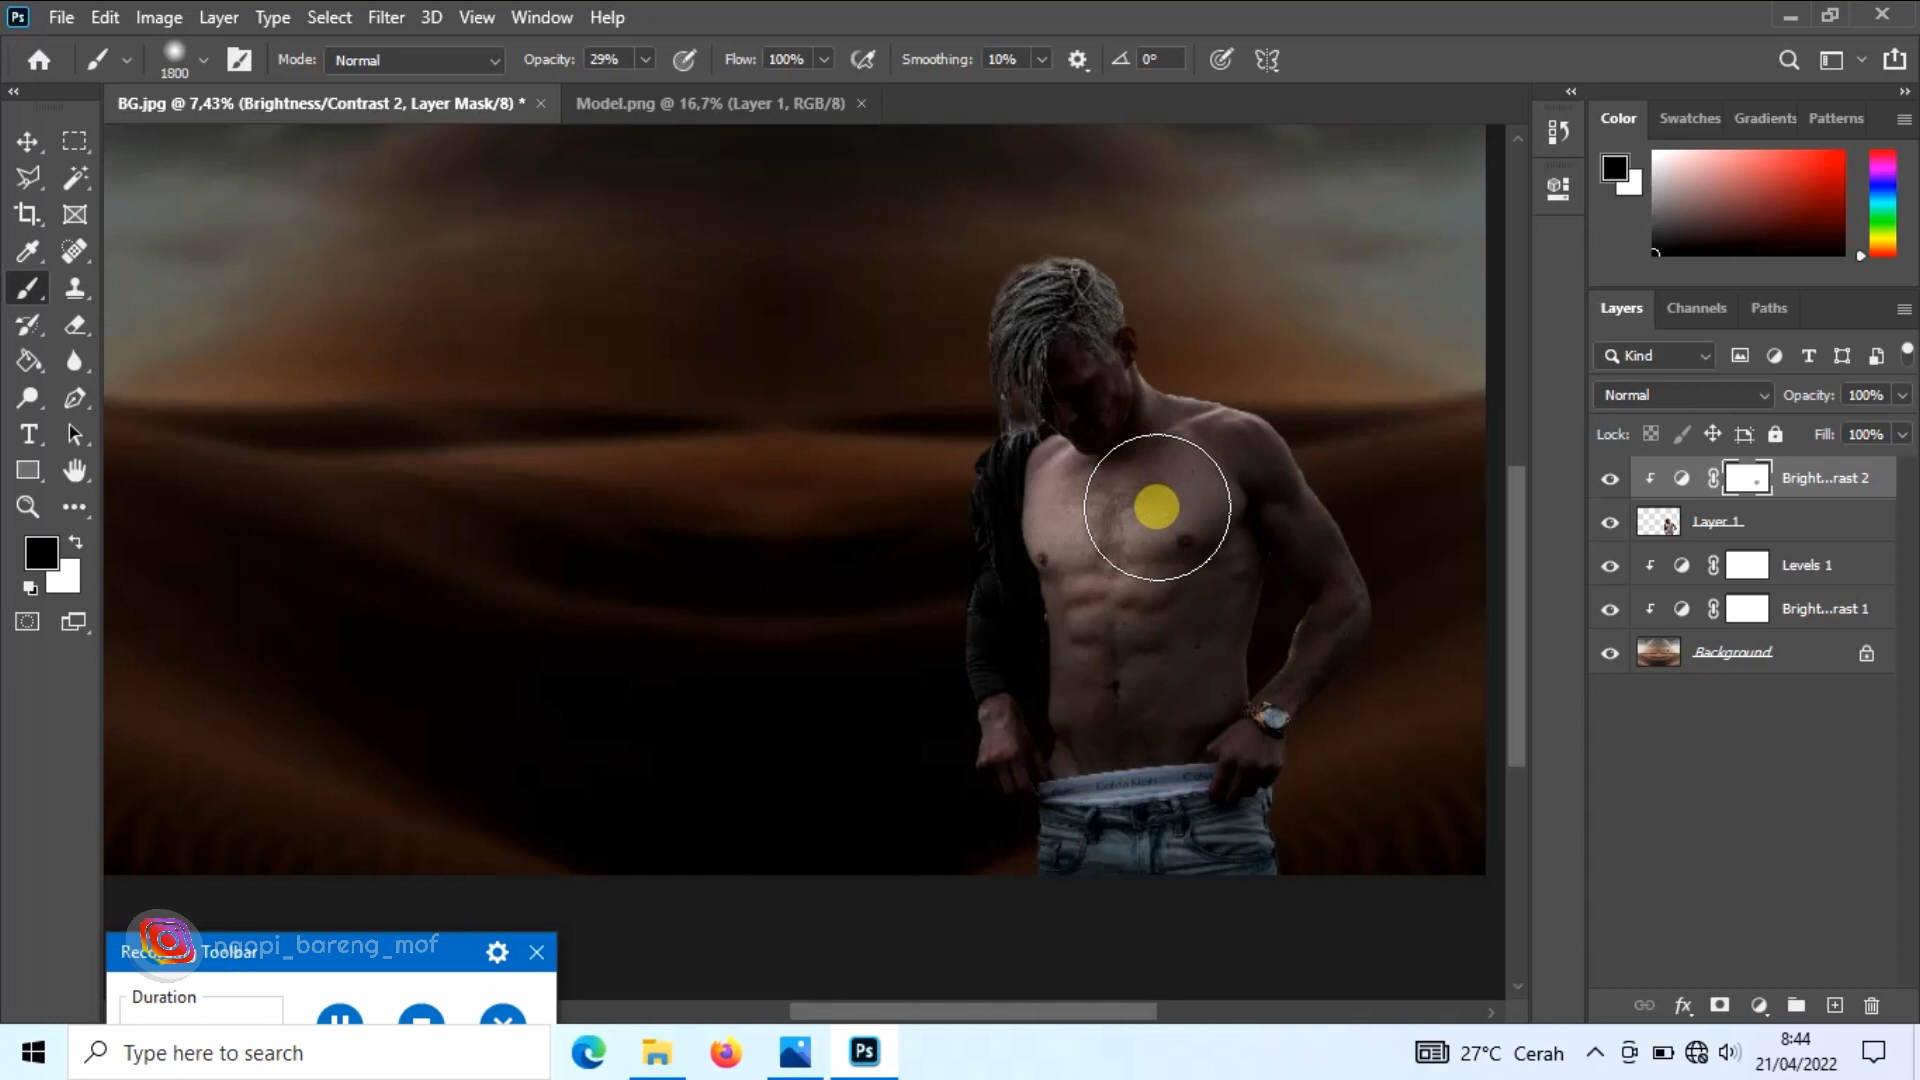 Ps File Edit Image Layer Type Select Filter 3D View Window Help
1800 Mode: Normal Opacity: 29% Flow: 100% Smoothing: 10% 0°
BG.jpg @ 7,43% (Brightness/Contrast 2, Layer Mask/8) * Model.png @ 16,7% (Layer 1, RGB/8)
Color Swatches Gradients Patterns
Layers Channels Paths
Kind
Normal Opacity: 100%
Lock: Fill: 100%
Bright...rast 2
Layer 1
Levels 1
Bright...rast 1
Background
Calvin Klein
ngopi_bareng_mof
Toolbar
Duration
Type here to search
Ps
27°C Cerah
8:44
21/04/2022